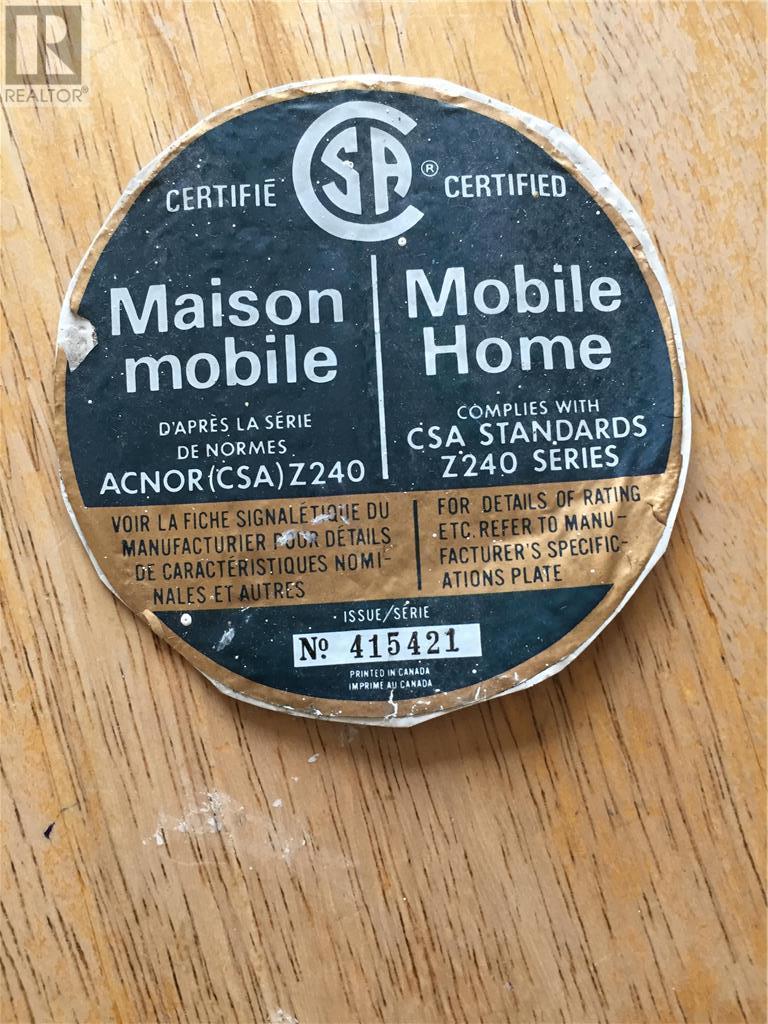 REALTOR®
CSA ®
CERTIFIÉ CERTIFIED
Maison
mobile
D'APRÈS LA SÉRIE
DE NORMES
ACNOR(CSA)Z240
Mobile
Home
COMPLIES WITH
CSA STANDARDS
Z240 SERIES
VOIR LA FICHE SIGNALÉTIQUE DU
MANUFACTURIER POUR DÉTAILS
DE CARACTÉRISTIQUES NOMI-
NALES ET AUTRES
FOR DETAILS OF RATING
ETC. REFER TO MANU-
FACTURER'S SPECIFIC-
ATIONS PLATE
ISSUE/SÉRIE
Nº 415421
PRINTED IN CANADA
IMPRIME AU CANADA